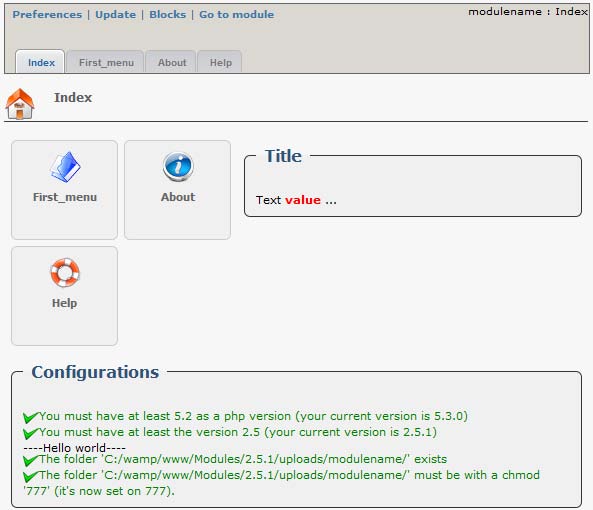 Preferences | Update | Blocks | Go to module
modulename : Index
Index First_menu About Help
Index
First_menu
About
Title
Text value ...
Help
Configurations
You must have at least 5.2 as a php version (your current version is 5.3.0)
You must have at least the version 2.5 (your current version is 2.5.1)
----Hello world----
The folder 'C:/wamp/www/Modules/2.5.1/uploads/modulename/' exists
The folder 'C:/wamp/www/Modules/2.5.1/uploads/modulename/' must be with a chmod
'777' (it's now set on 777).